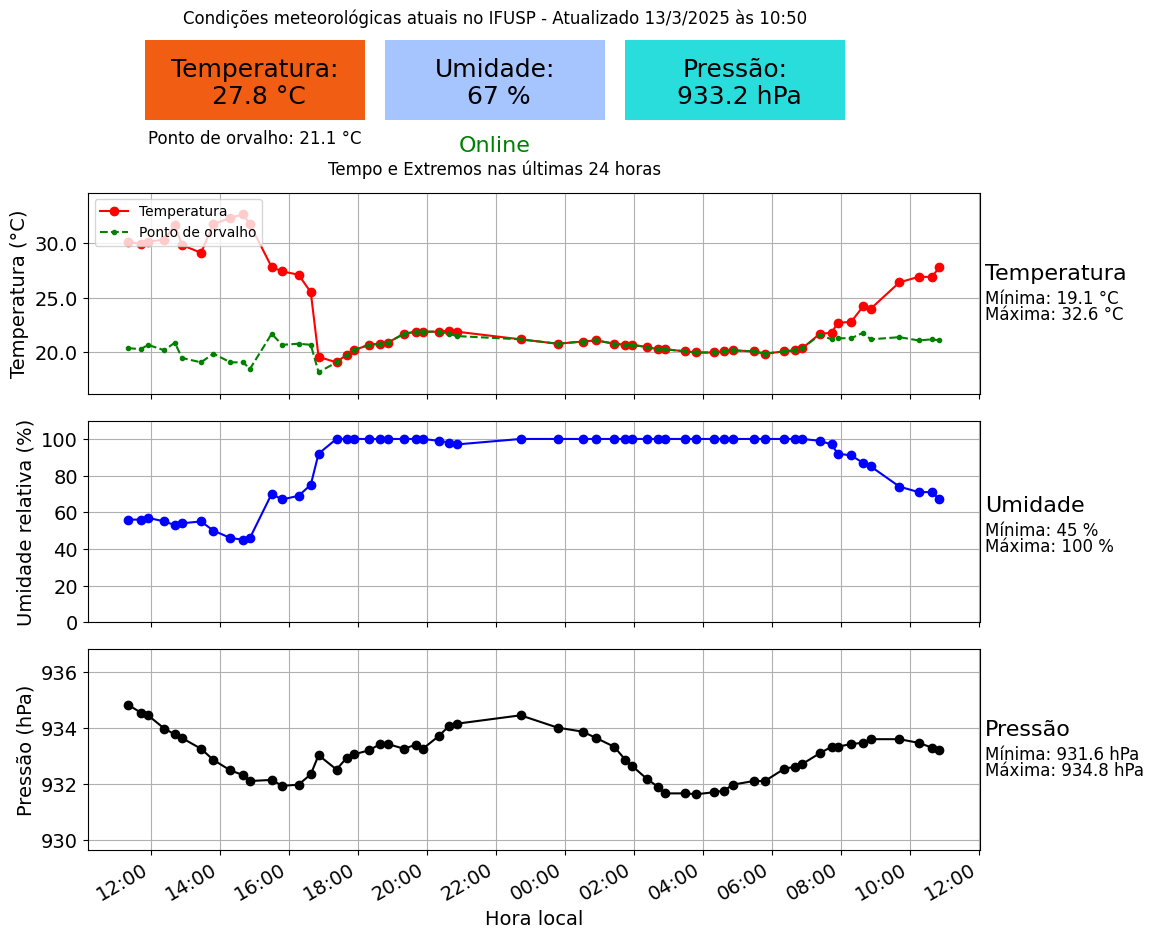 Condições meteorológicas atuais no IFUSP - Atualizado 13/3/2025 às 10:50
Temperatura:
27.8 °C
Umidade:
67 %
Pressão:
933.2 hPa
Ponto de orvalho: 21.1 °C
Online
Tempo e Extremos nas últimas 24 horas
Temperatura (°C)
30.0
25.0
20.0
Temperatura
Ponto de orvalho
Temperatura
Mínima: 19.1 °C
Máxima: 32.6 °C
Umidade relativa (%)
100
80
60
40
20
0
Umidade
Mínima: 45 %
Máxima: 100 %
Pressão (hPa)
936
934
932
930
Pressão
Mínima: 931.6 hPa
Máxima: 934.8 hPa
12:00 14:00 16:00 18:00 20:00 22:00 00:00 02:00 04:00 06:00 08:00 10:00 12:00
Hora local